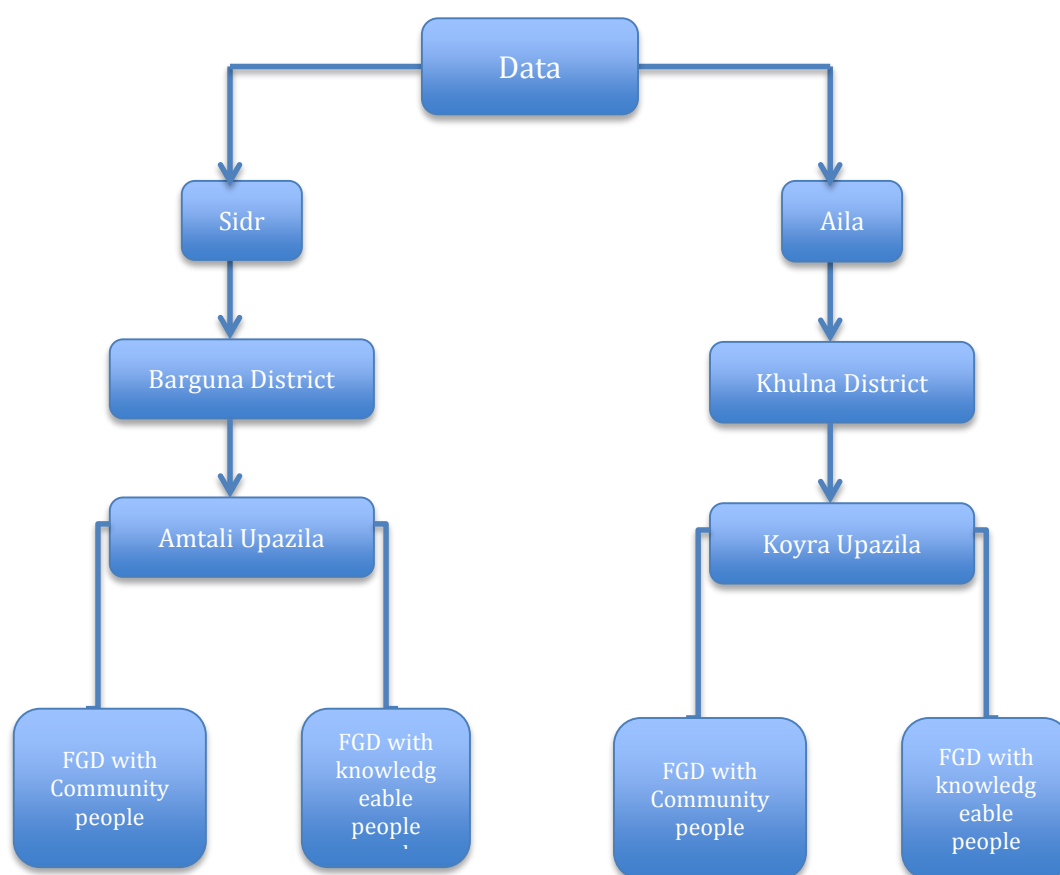 Data
Sidr
Aila
Barguna District
Khulna District
Amtali Upazila
Koyra Upazila
FGD with
Community
people
FGD with
knowledg
eable
people
FGD with
Community
people
FGD with
knowledg
eable
people